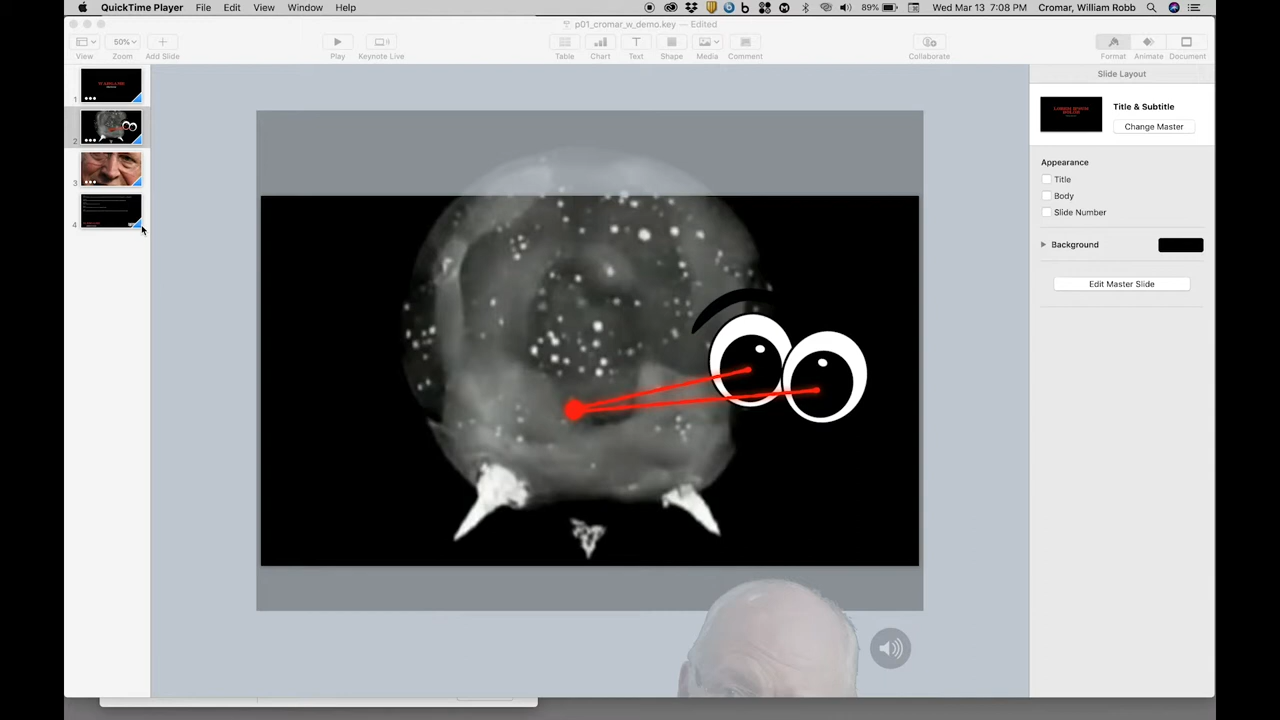 QuickTime Player File Edit View Window Help 89% Wed Mar 13 7:08 PM Cromar, William Robb
p01_cromar_w_demo.key — Edited
50%
View Zoom Add Slide Play Keynote Live Table Chart Text Shape Media Comment Collaborate Format Animate Document
Slide Layout
Title & Subtitle
Change Master
Appearance
Title
Body
Slide Number
Background
Edit Master Slide
1
2
3
4